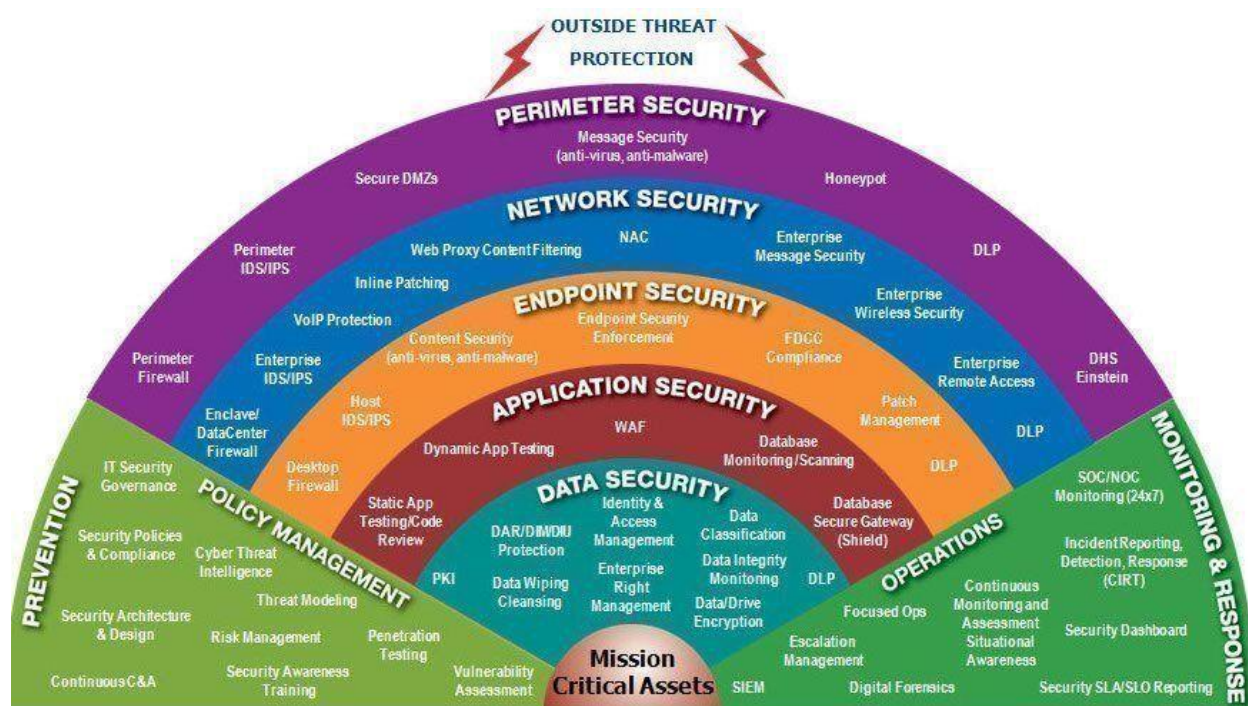 OUTSIDE THREAT
PROTECTION
PERIMETER SECURITY
Message Security
(anti-virus, anti-malware)
Secure DMZs
Honeypot
Perimeter
IDS/IPS
DLP
Perimeter
Firewall
DHS
Einstein
NETWORK SECURITY
NAC
Web Proxy Content Filtering
Enterprise
Message Security
Inline Patching
Enterprise
Wireless Security
VoIP Protection
Enterprise
IDS/IPS
Enterprise
Remote Access
Enclave/
DataCenter
Firewall
DLP
ENDPOINT SECURITY
Endpoint Security
Enforcement
Content Security
(anti-virus, anti-malware)
FDCC
Compliance
Host
IDS/IPS
Patch
Management
Desktop
Firewall
DLP
APPLICATION SECURITY
WAF
Dynamic App Testing
Database
Monitoring/Scanning
Static App
Testing/Code
Review
Database
Secure Gateway
(Shield)
DATA SECURITY
Identity &
Access
Management
DAR/DIM/DIU
Protection
Data
Classification
PKI
Data Wiping
Cleansing
Enterprise
Right
Management
Data Integrity
Monitoring
DLP
Data/Drive
Encryption
Mission
Critical Assets
PREVENTION
POLICY MANAGEMENT
IT Security
Governance
Security Policies
& Compliance
Cyber Threat
Intelligence
Threat Modeling
Security Architecture
& Design
Risk Management
Penetration
Testing
Continuous C&A
Security Awareness
Training
Vulnerability
Assessment
OPERATIONS
MONITORING & RESPONSE
SOC/NOC
Monitoring (24x7)
Incident Reporting,
Detection, Response
(CIRT)
Focused Ops
Continuous
Monitoring and
Assessment
Situational
Awareness
Security Dashboard
Escalation
Management
SIEM
Digital Forensics
Security SLA/SLO Reporting